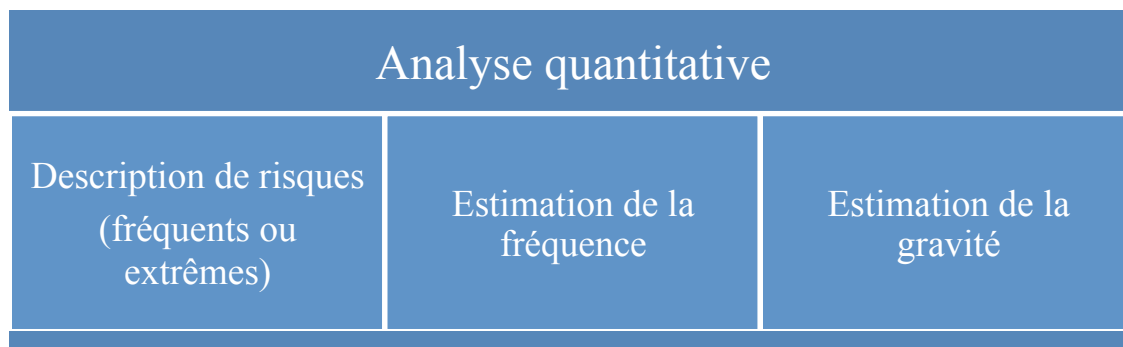 Analyse quantitative
Description de risques
(fréquents ou
extrêmes)
Estimation de la
fréquence
Estimation de la
gravité